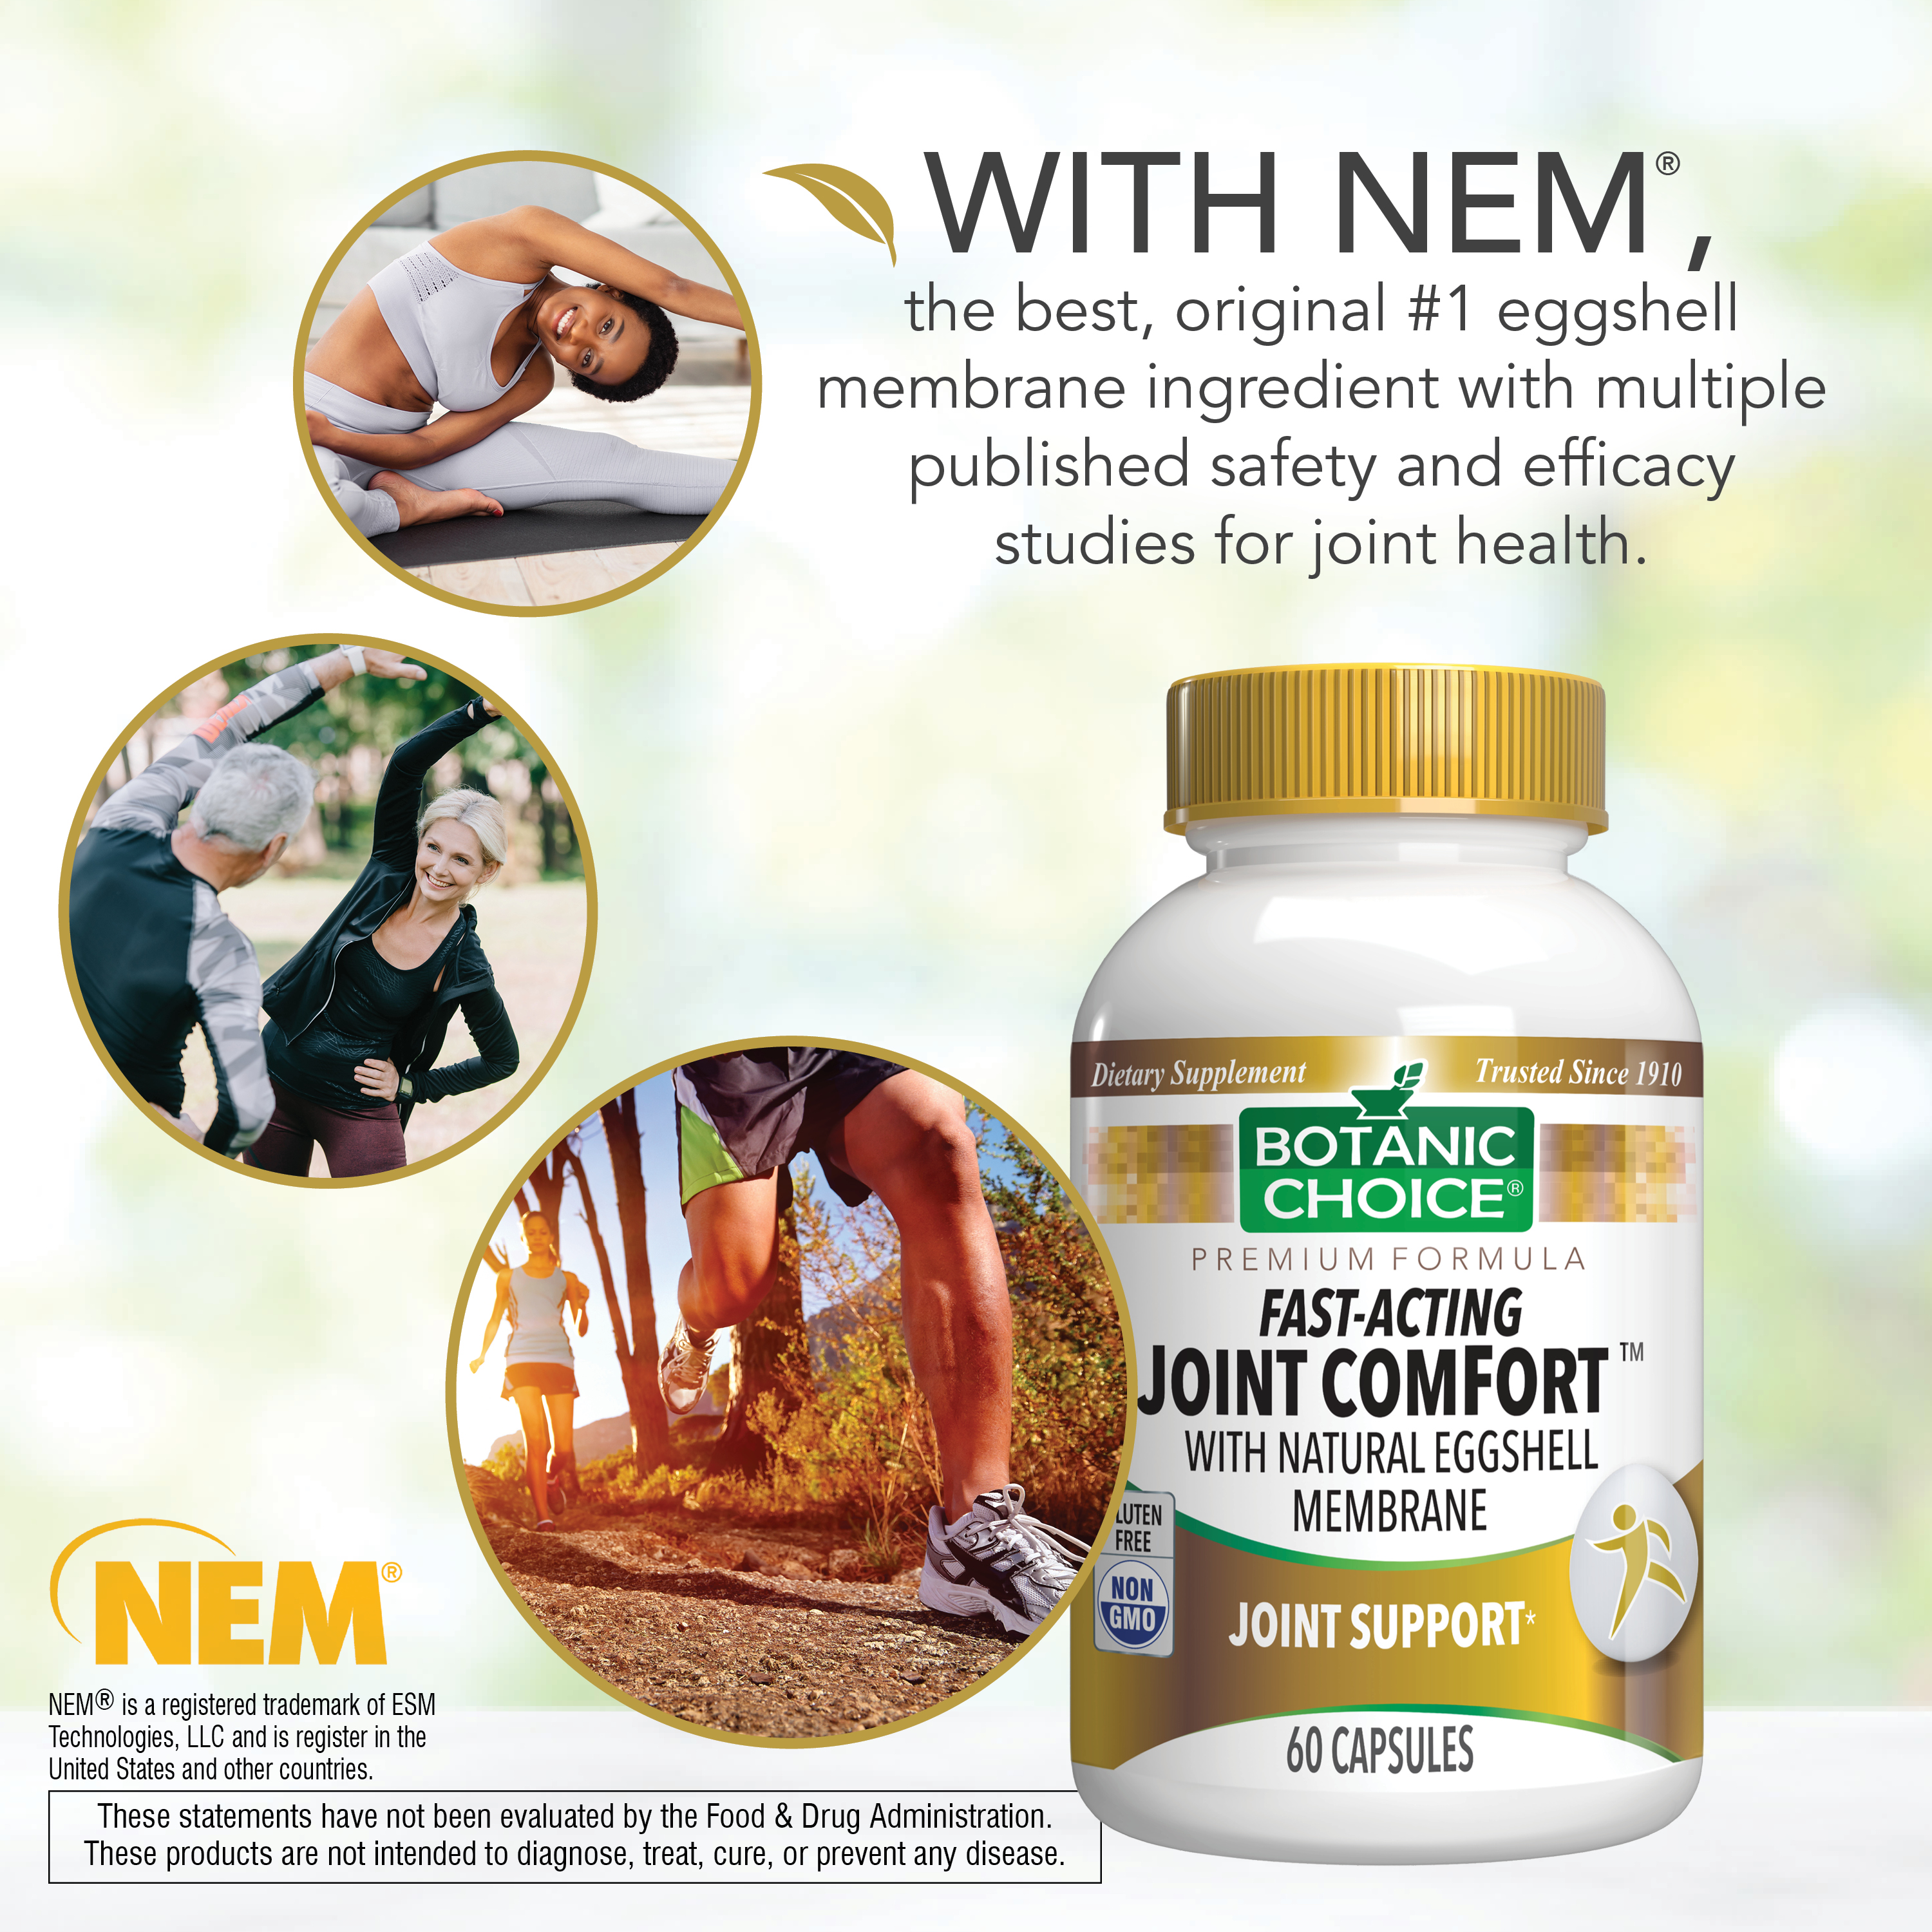 WITH NEM®,
the best, original #1 eggshell
membrane ingredient with multiple
published safety and efficacy
studies for joint health.
Dietary Supplement
Trusted Since 1910
BOTANIC
CHOICE®
PREMIUM FORMULA
FAST-ACTING
JOINT COMFORT™
WITH NATURAL EGGSHELL
MEMBRANE
LUTEN
FREE
NON
GMO
JOINT SUPPORT*
60 CAPSULES
NEM®
NEM® is a registered trademark of ESM
Technologies, LLC and is register in the
United States and other countries.
These statements have not been evaluated by the Food & Drug Administration.
These products are not intended to diagnose, treat, cure, or prevent any disease.